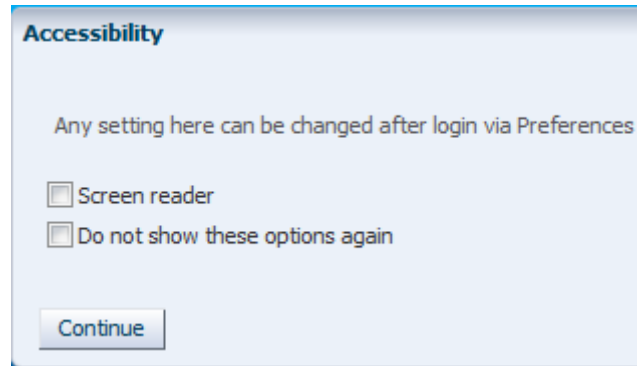 Accessibility
Any setting here can be changed after login via Preferences
Screen reader
Do not show these options again
Continue